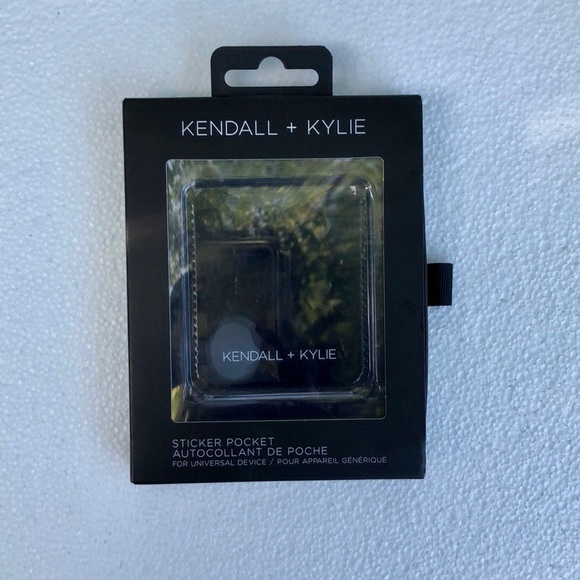 KENDALL + KYLIE
KENDALL + KYLIE
STICKER POCKET
AUTOCOLLANT DE POCHE
FOR UNIVERSAL DEVICE / POUR APPAREIL GÉNÉRIQUE